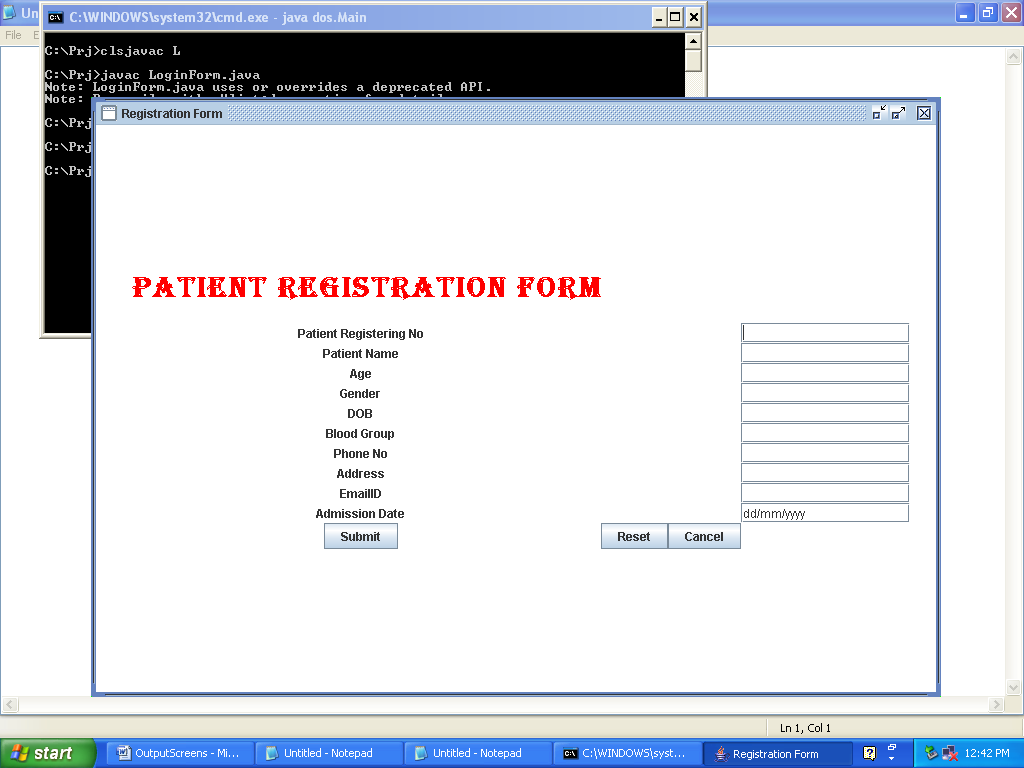 Un
C:\WINDOWS\system32\cmd.exe - java dos.Main
File
C:\Prj>clsjavac L
C:\Prj>javac LoginForm.java
Note: LoginForm.java uses or overrides a deprecated API.
Note:
C:\Prj
C:\Prj
C:\Prj
Registration Form
PATIENT REGISTRATION FORM
Patient Registering No
Patient Name
Age
Gender
DOB
Blood Group
Phone No
Address
EmailID
Admission Date dd/mm/yyyy
Submit Reset Cancel
Ln 1, Col 1
start OutputScreens - Mi... Untitled - Notepad Untitled - Notepad C:\WINDOWS\syst... Registration Form 12:42 PM